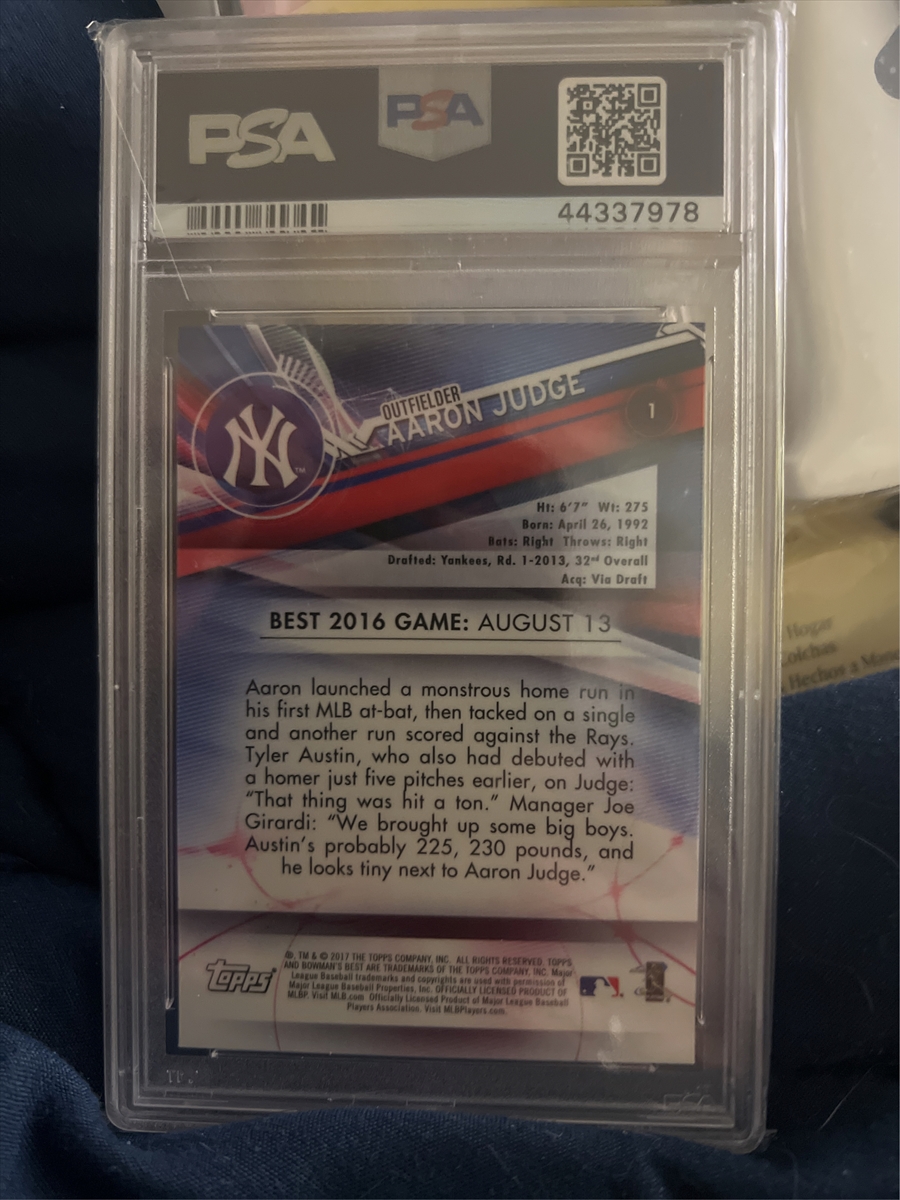 PSA
PSA
44337978
OUTFIELDER
AARON JUDGE
1
NY
TM
Ht: 6'7" Wt: 275
Born: April 26, 1992
Bats: Right Throws: Right
Drafted: Yankees, Rd. 1-2013, 32nd Overall
Acq: Via Draft
BEST 2016 GAME: AUGUST 13
Aaron launched a monstrous home run in
his first MLB at-bat, then tacked on a single
and another run scored against the Rays.
Tyler Austin, who also had debuted with
a homer just five pitches earlier, on Judge:
"That thing was hit a ton." Manager Joe
Girardi: "We brought up some big boys.
Austin's probably 225, 230 pounds, and
he looks tiny next to Aaron Judge."
topps
®, TM & © 2017 THE TOPPS COMPANY, INC. ALL RIGHTS RESERVED. TOPPS
AND BOWMAN'S BEST ARE TRADEMARKS OF THE TOPPS COMPANY, INC. Major
League Baseball trademarks and copyrights are used with permission of
Major League Baseball Properties, Inc. OFFICIALLY LICENSED PRODUCT OF
MLBP. Visit MLB.com. Officially Licensed Product of Major League Baseball
Players Association. Visit MLBPlayers.com.
Hogar
Colchas
Hechos a Mano